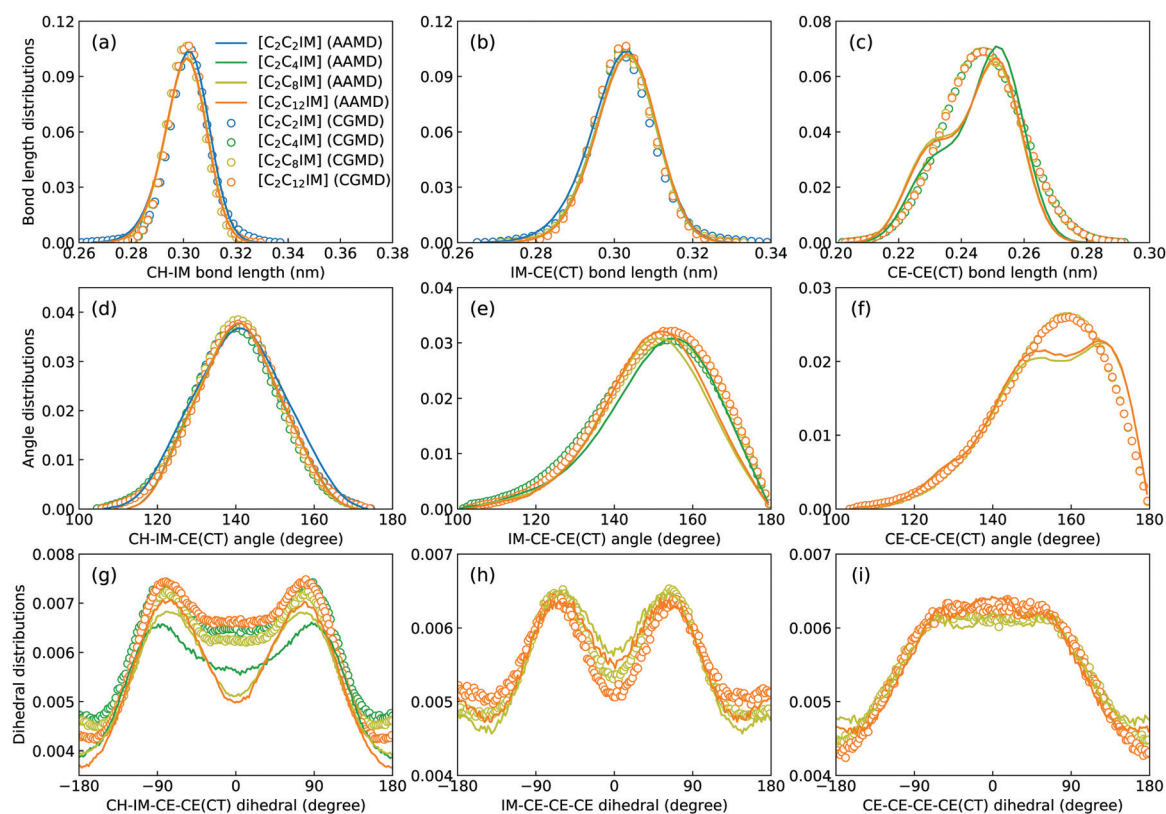 (a)
0.12
0.09
0.06
0.03
0.00
0.26 0.28 0.30 0.32 0.34 0.36 0.38
Bond length distributions
CH-IM bond length (nm)
[C₂C₂IM] (AAMD)
[C₂C₄IM] (AAMD)
[C₂C₈IM] (AAMD)
[C₂C₁₂IM] (AAMD)
[C₂C₂IM] (CGMD)
[C₂C₄IM] (CGMD)
[C₂C₈IM] (CGMD)
[C₂C₁₂IM] (CGMD)
(b)
0.12
0.09
0.06
0.03
0.00
0.26 0.28 0.30 0.32 0.34
IM-CE(CT) bond length (nm)
(c)
0.08
0.06
0.04
0.02
0.00
0.20 0.22 0.24 0.26 0.28 0.30
CE-CE(CT) bond length (nm)
(d)
0.04
0.03
0.02
0.01
0.00
100 120 140 160 180
Angle distributions
CH-IM-CE(CT) angle (degree)
(e)
0.04
0.03
0.02
0.01
0.00
100 120 140 160 180
IM-CE-CE(CT) angle (degree)
(f)
0.03
0.02
0.01
0.00
100 120 140 160 180
CE-CE-CE(CT) angle (degree)
(g)
0.008
0.007
0.006
0.005
0.004
−180 −90 0 90 180
Dihedral distributions
CH-IM-CE-CE(CT) dihedral (degree)
(h)
0.007
0.006
0.005
0.004
−180 −90 0 90 180
IM-CE-CE-CE dihedral (degree)
(i)
0.007
0.006
0.005
0.004
−180 −90 0 90 180
CE-CE-CE-CE(CT) dihedral (degree)